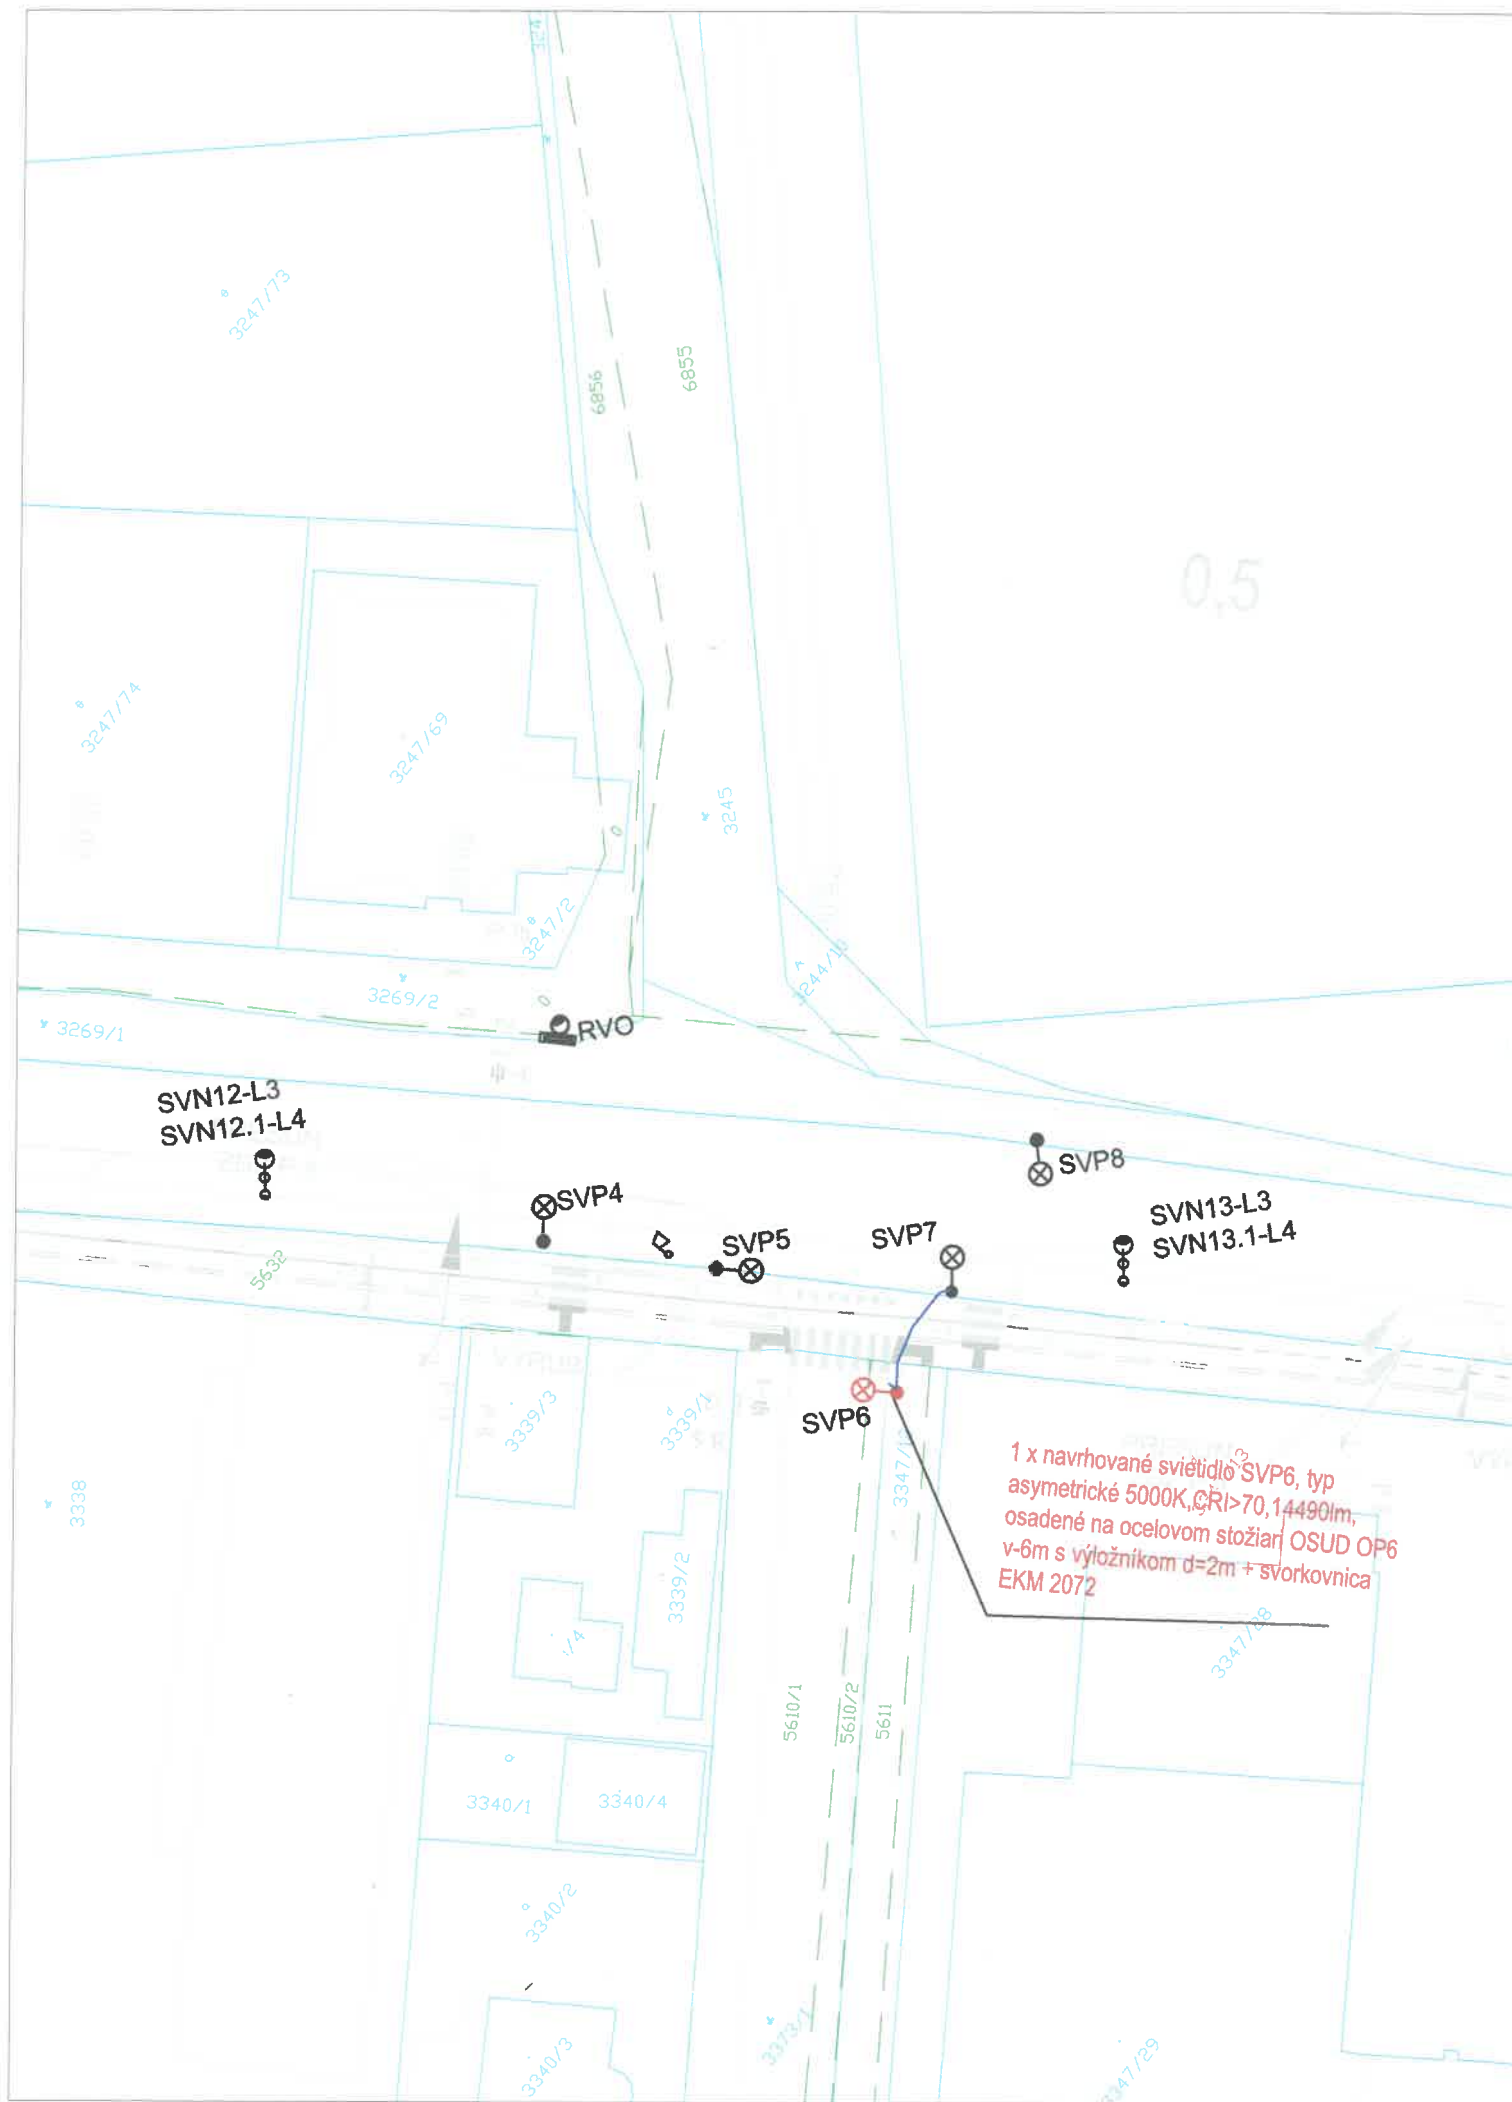 3247/73
6856
6855
0,5
3247/74
3247/69
3245
3247/2
3244/10
3269/2
3269/1
RVO
SVN12-L3
SVN12.1-L4
SVP8
SVP4
SVN13-L3
SVN13.1-L4
SVP7
SVP5
5632
SVP6
3339/3
3339/1
3338
1 x navrhované svietidlo SVP6, typ
asymetrické 5000K,CRI>70,14490lm,
osadené na ocelovom stožiari OSUD OP6
v-6m s výložníkom d=2m + svorkovnica
EKM 2072
3339/2
3347/28
5610/1
5610/2
5611
3340/1
3340/4
3340/2
3373/1
3340/3
3347/29